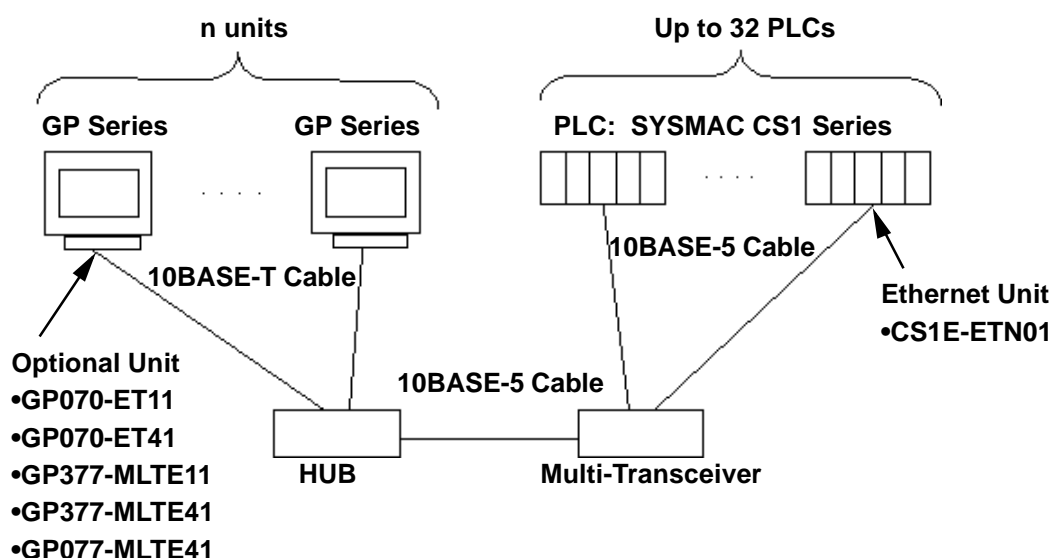 n units
Up to 32 PLCs
GP Series
GP Series
PLC: SYSMAC CS1 Series
. . . .
. . . .
10BASE-T Cable
10BASE-5 Cable
Ethernet Unit
•CS1E-ETN01
Optional Unit
•GP070-ET11
•GP070-ET41
•GP377-MLTE11
•GP377-MLTE41
•GP077-MLTE41
10BASE-5 Cable
HUB
Multi-Transceiver